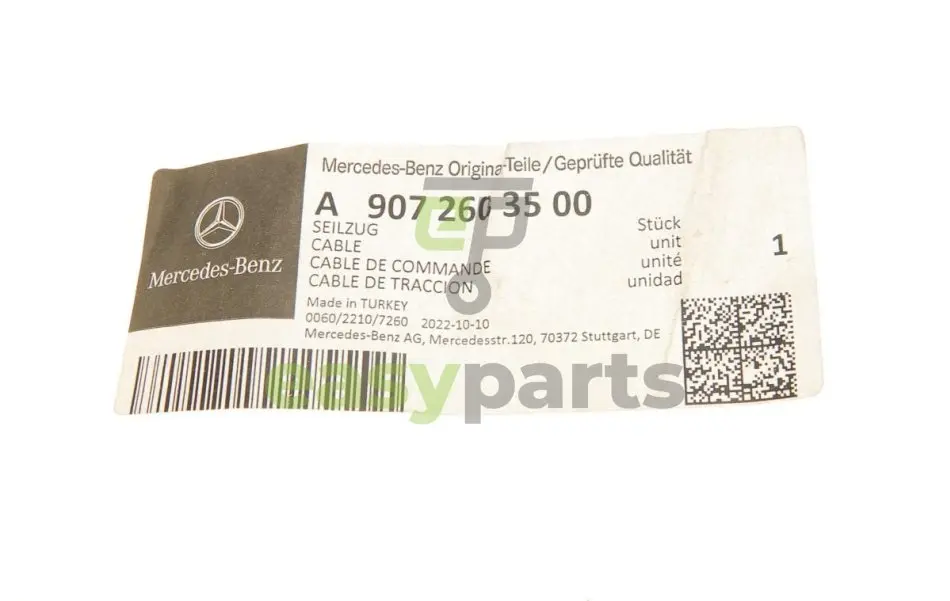 Mercedes-Benz Original-Teile/Geprüfte Qualität
A 907 260 35 00
SEILZUG
CABLE
CABLE DE COMMANDE
CABLE DE TRACCION
Stück
unit
unité
unidad
1
Made in TURKEY
0060/2210/7260 2022-10-10
Mercedes-Benz AG, Mercedesstr.120, 70372 Stuttgart, DE
Mercedes-Benz
easyparts